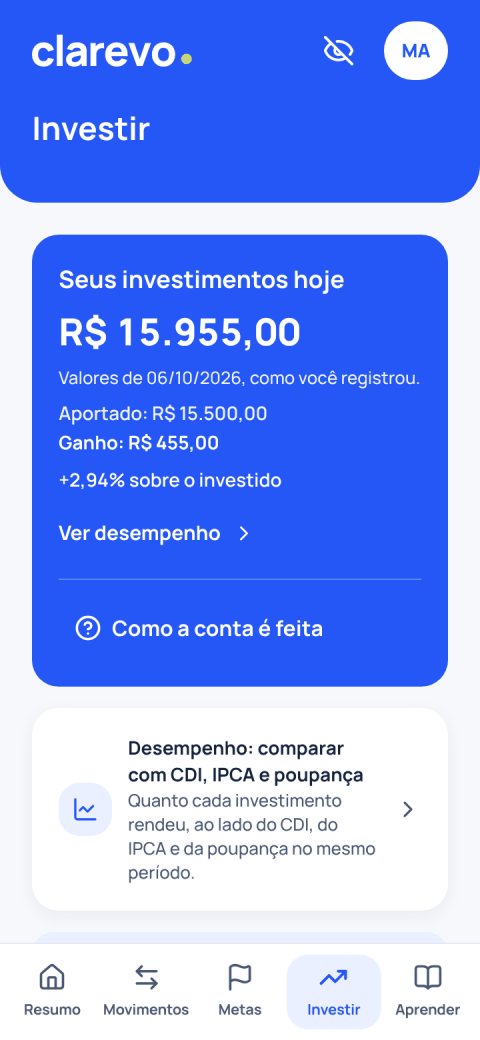 clarevo.
MA
Investir
Seus investimentos hoje
R$ 15.955,00
Valores de 06/10/2026, como você registrou.
Aportado: R$ 15.500,00
Ganho: R$ 455,00
+2,94% sobre o investido
Ver desempenho
Como a conta é feita
Desempenho: comparar
com CDI, IPCA e poupança
Quanto cada investimento
rendeu, ao lado do CDI, do
IPCA e da poupança no mesmo
período.
Resumo
Movimentos
Metas
Investir
Aprender